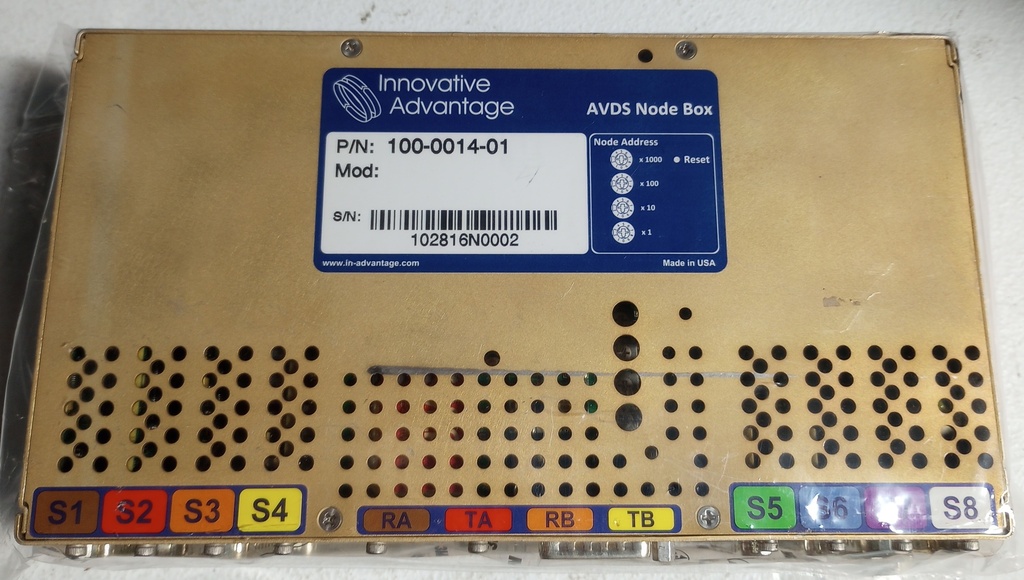 Innovative
Advantage
AVDS Node Box
P/N: 100-0014-01
Mod:
S/N:
102816N0002
Node Address
x 1000
Reset
x 100
x 10
x 1
www.in-advantage.com
Made in USA
S1 S2 S3 S4
RA TA RB TB
S5 S6 S8